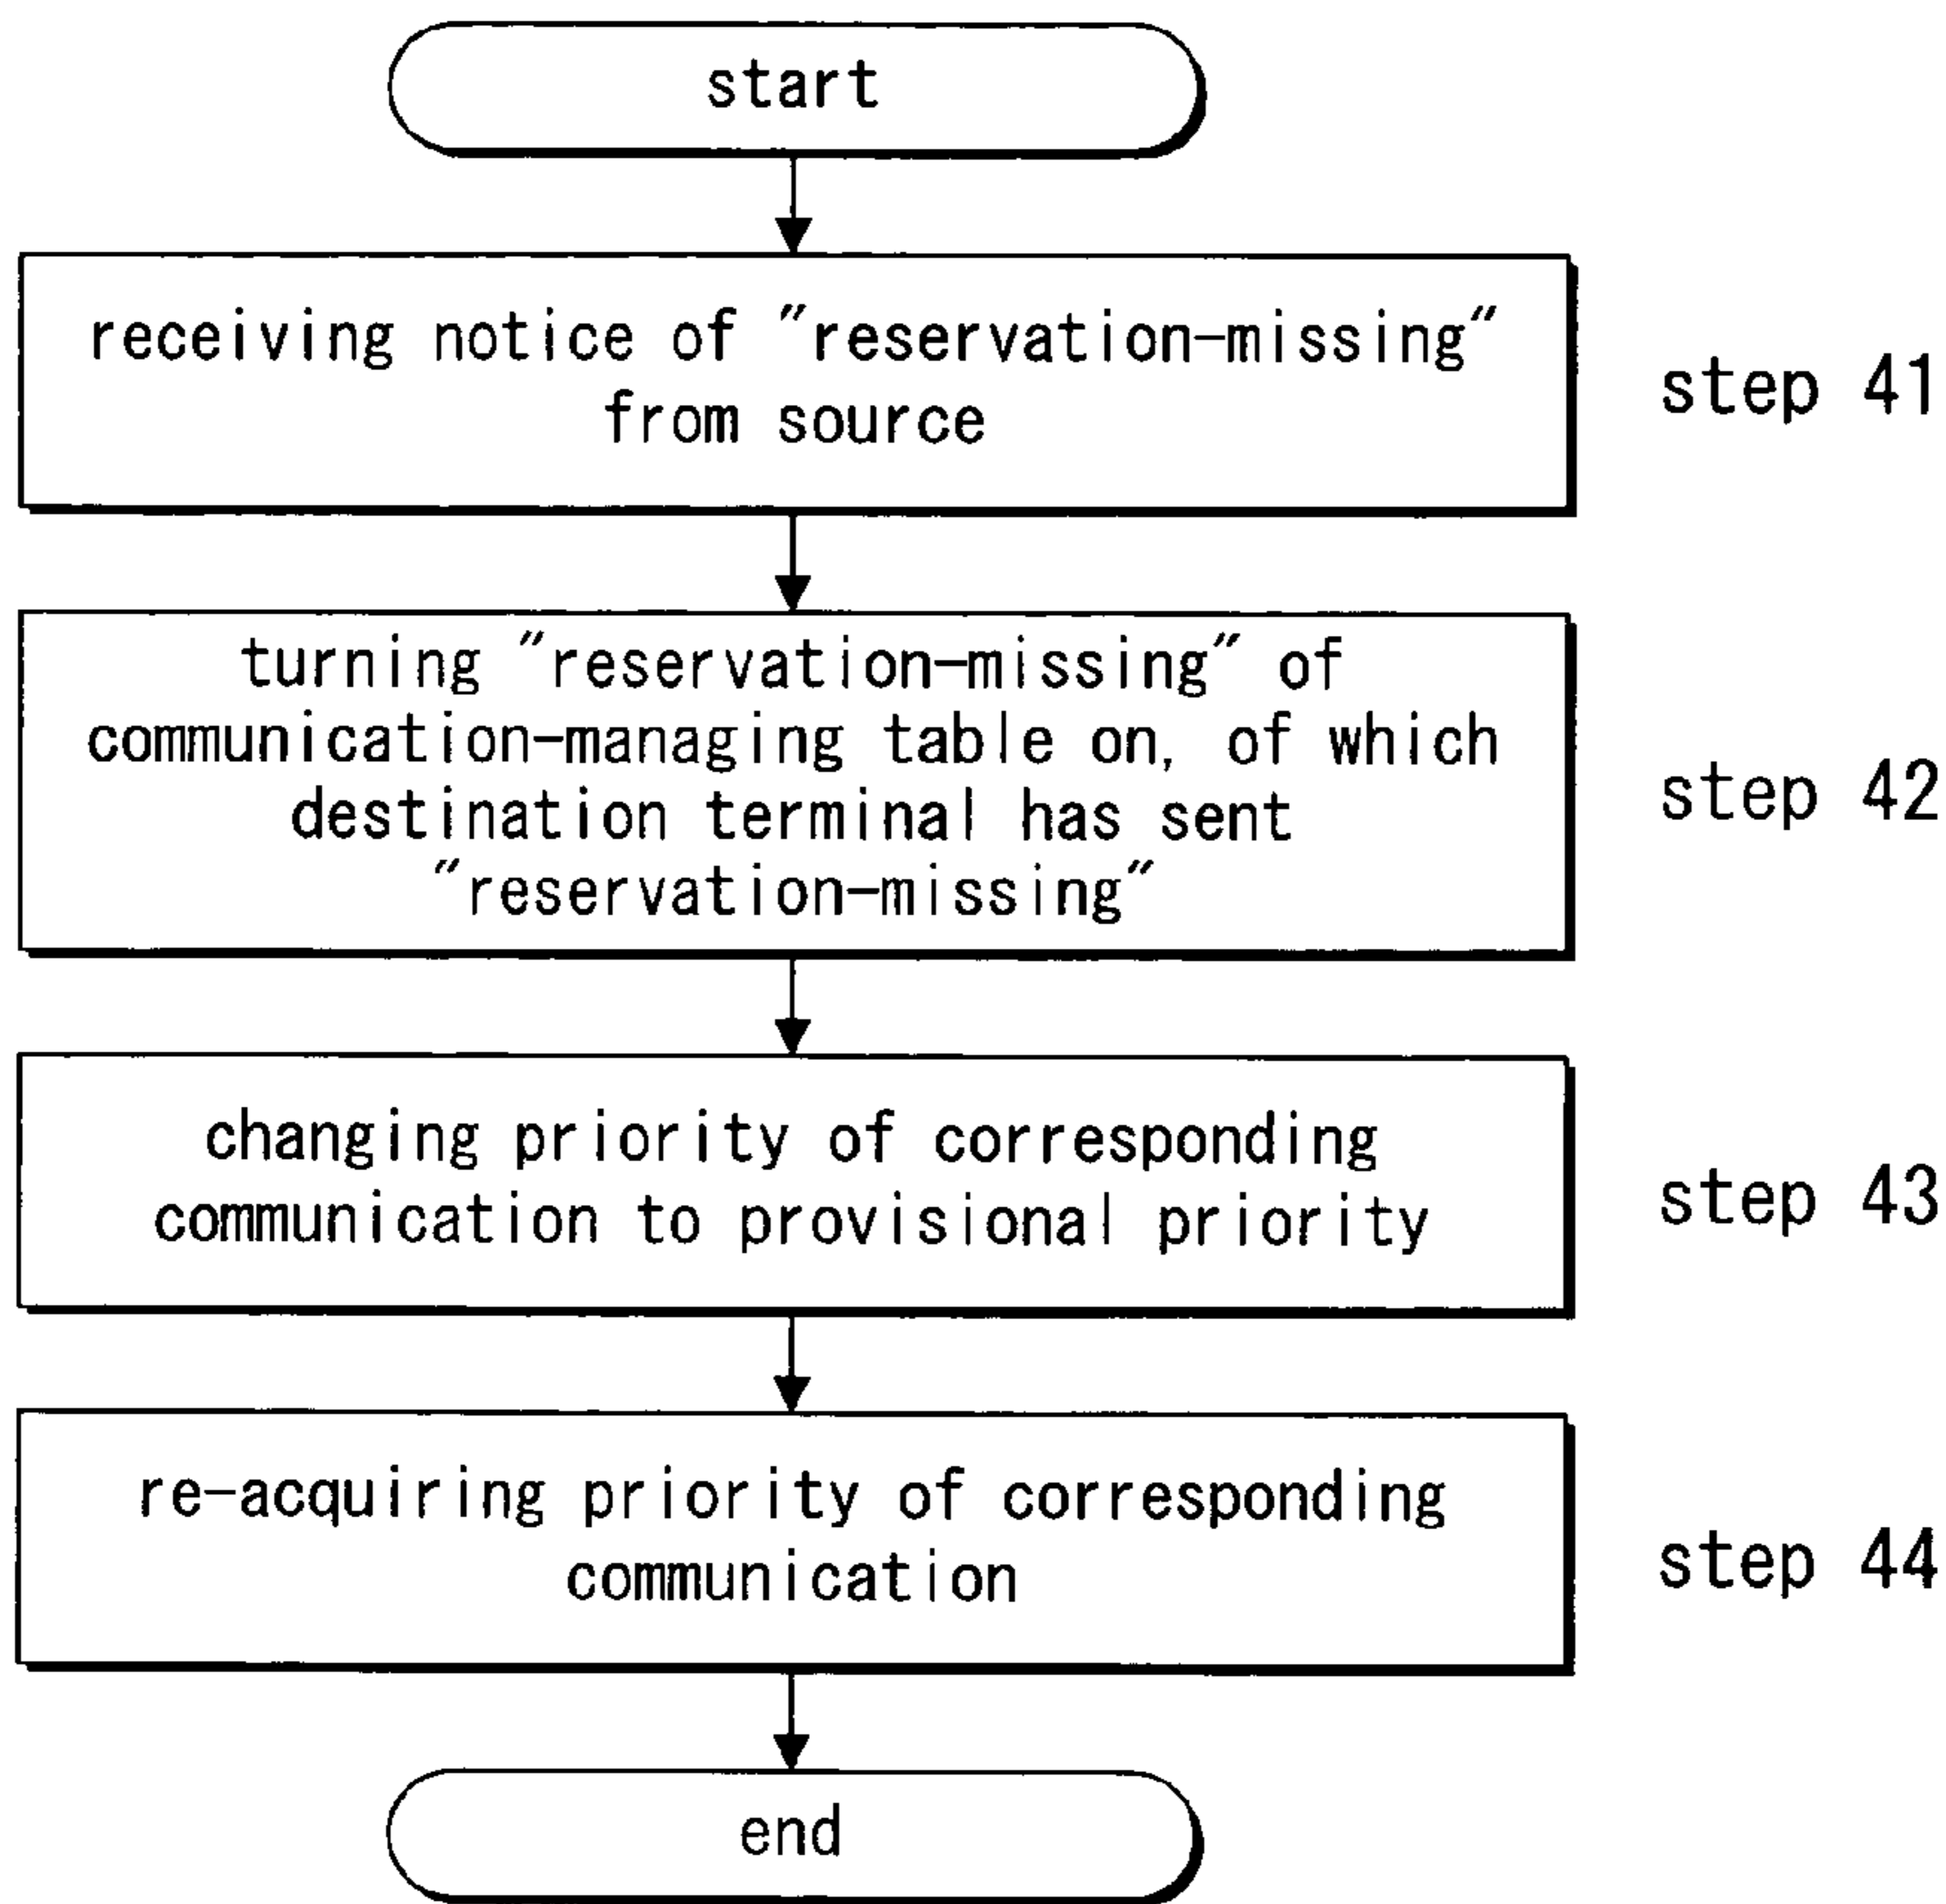 start
receiving notice of "reservation-missing"
from source
step 41
turning "reservation-missing" of
communication-managing table on, of which
destination terminal has sent
"reservation-missing"
step 42
changing priority of corresponding
communication to provisional priority
step 43
re-acquiring priority of corresponding
communication
step 44
end